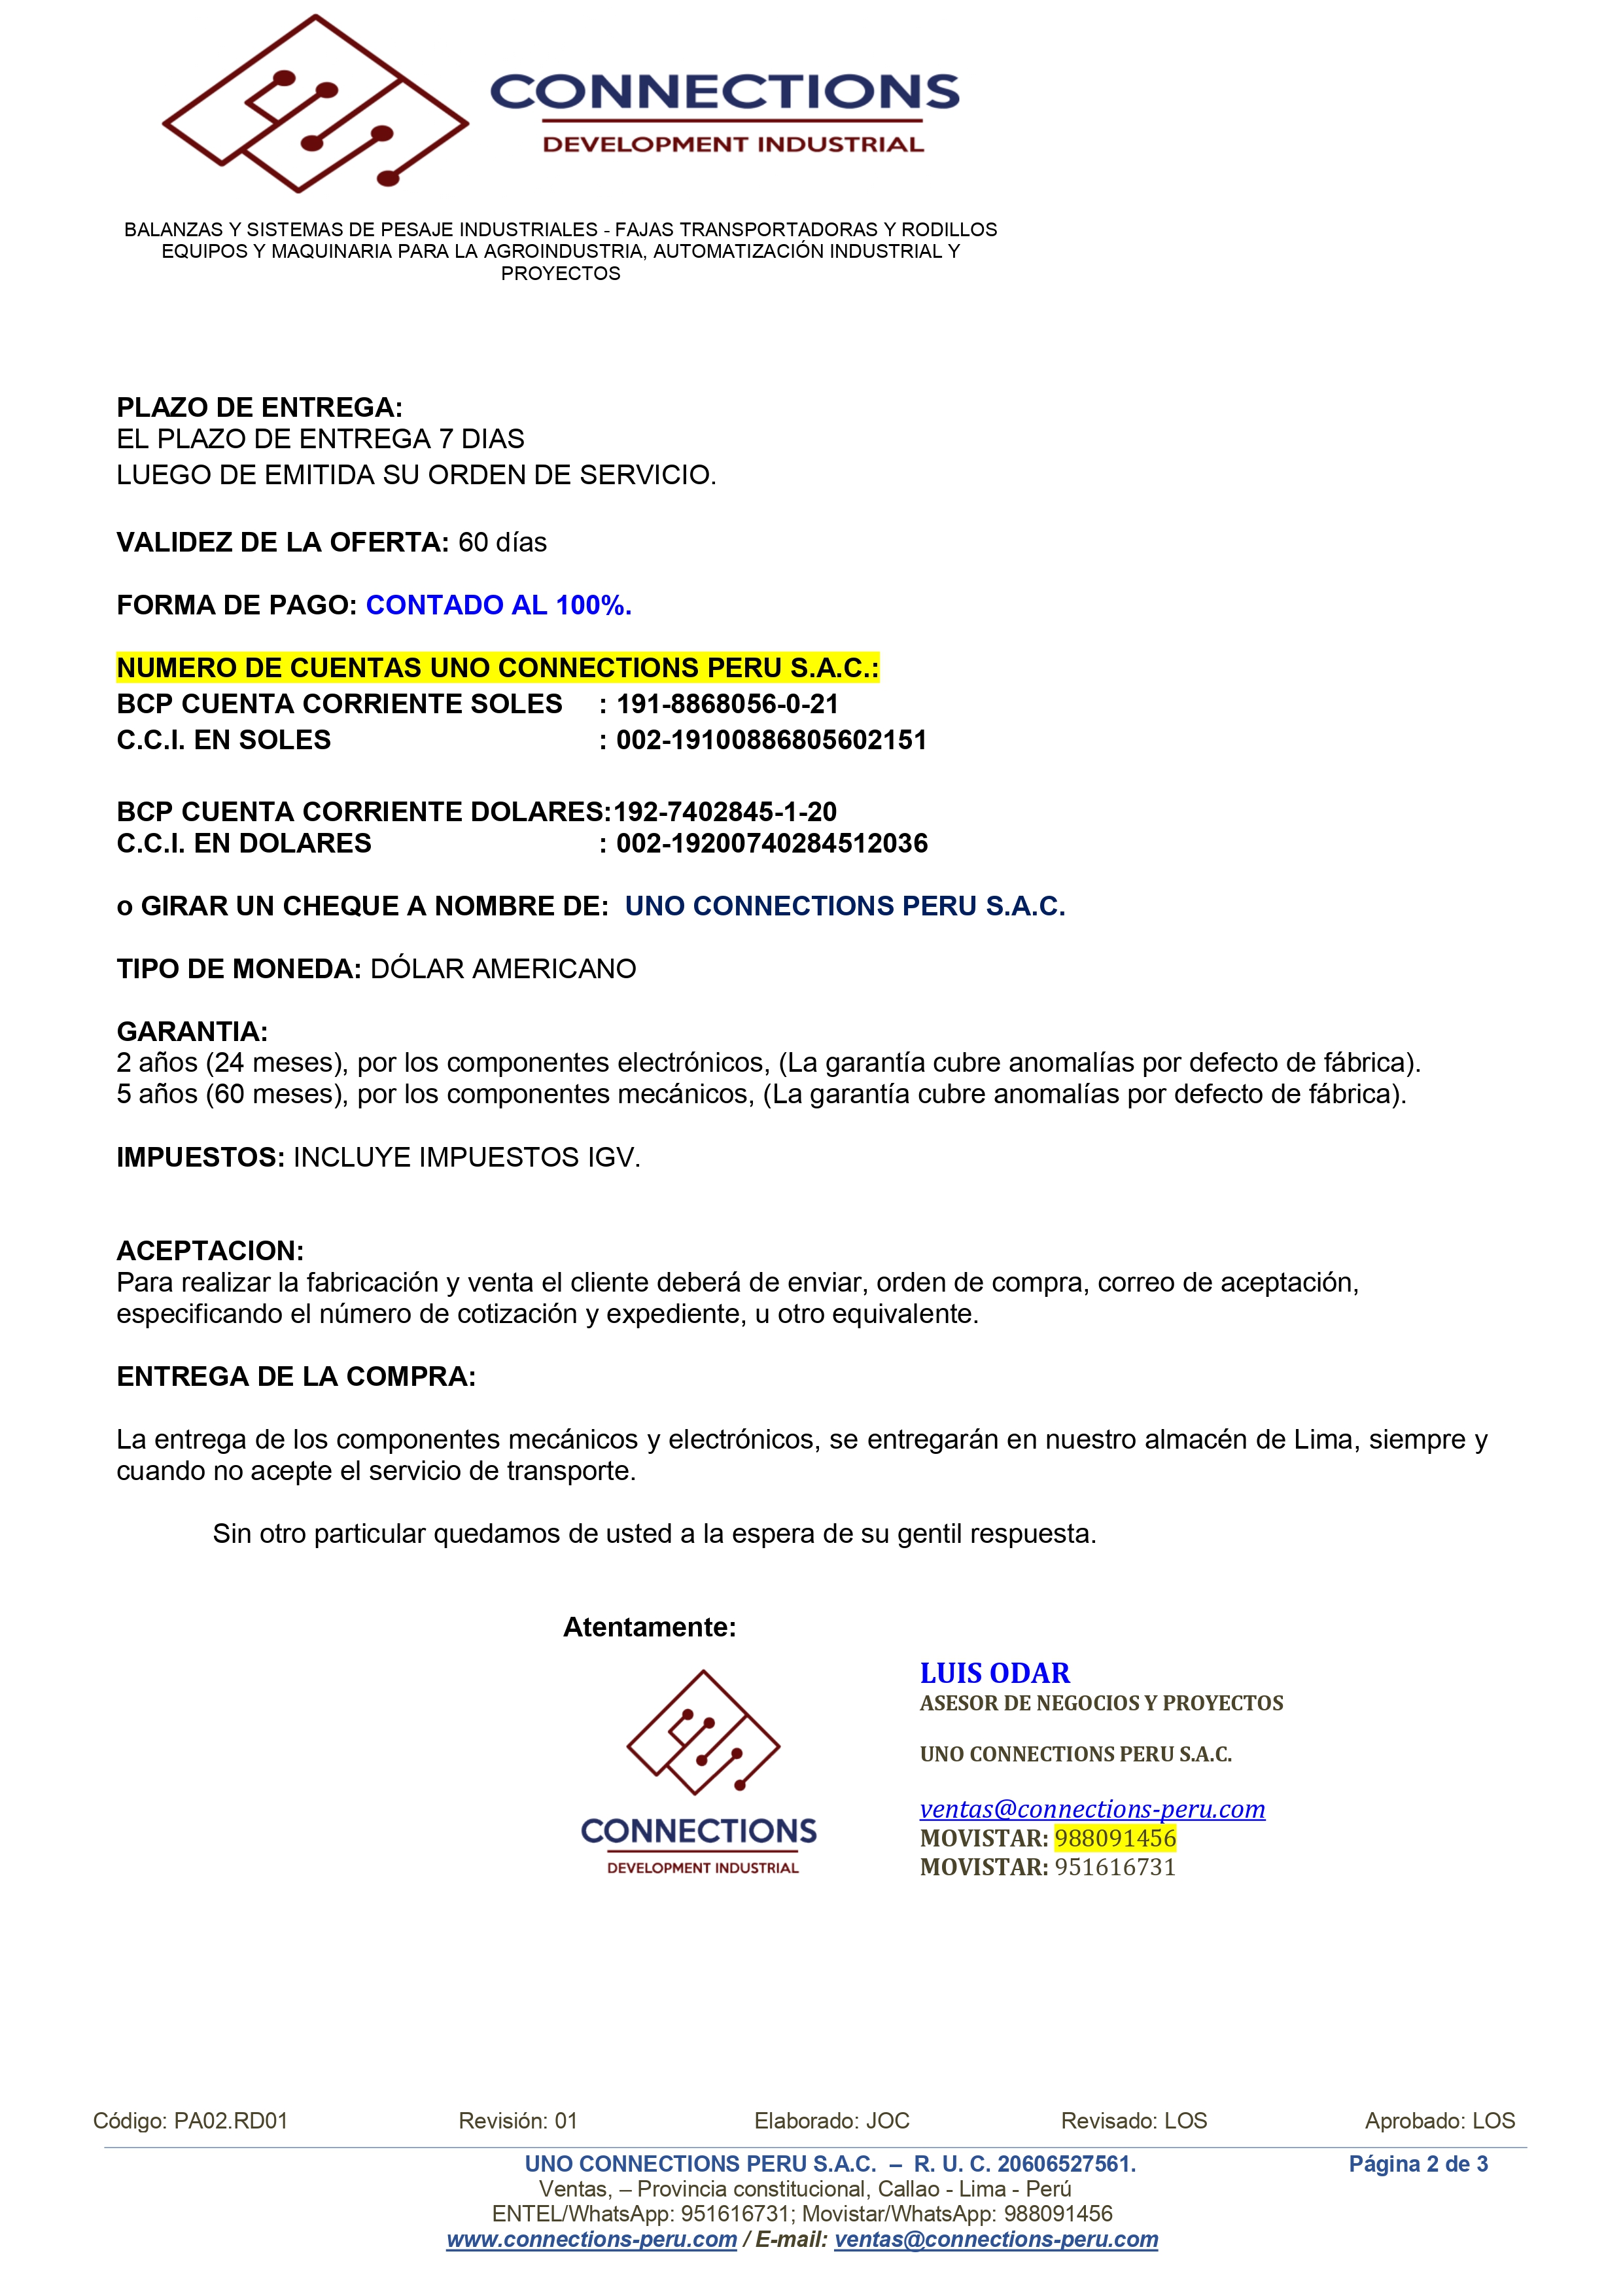 CONNECTIONS
DEVELOPMENT INDUSTRIAL
BALANZAS Y SISTEMAS DE PESAJE INDUSTRIALES - FAJAS TRANSPORTADORAS Y RODILLOS
EQUIPOS Y MAQUINARIA PARA LA AGROINDUSTRIA, AUTOMATIZACIÓN INDUSTRIAL Y
PROYECTOS
PLAZO DE ENTREGA:
EL PLAZO DE ENTREGA 7 DIAS
LUEGO DE EMITIDA SU ORDEN DE SERVICIO.
VALIDEZ DE LA OFERTA: 60 días
FORMA DE PAGO: CONTADO AL 100%.
NUMERO DE CUENTAS UNO CONNECTIONS PERU S.A.C.:
BCP CUENTA CORRIENTE SOLES : 191-8868056-0-21
C.C.I. EN SOLES : 002-19100886805602151
BCP CUENTA CORRIENTE DOLARES:192-7402845-1-20
C.C.I. EN DOLARES : 002-19200740284512036
o GIRAR UN CHEQUE A NOMBRE DE: UNO CONNECTIONS PERU S.A.C.
TIPO DE MONEDA: DÓLAR AMERICANO
GARANTIA:
2 años (24 meses), por los componentes electrónicos, (La garantía cubre anomalías por defecto de fábrica).
5 años (60 meses), por los componentes mecánicos, (La garantía cubre anomalías por defecto de fábrica).
IMPUESTOS: INCLUYE IMPUESTOS IGV.
ACEPTACION:
Para realizar la fabricación y venta el cliente deberá de enviar, orden de compra, correo de aceptación,
especificando el número de cotización y expediente, u otro equivalente.
ENTREGA DE LA COMPRA:
La entrega de los componentes mecánicos y electrónicos, se entregarán en nuestro almacén de Lima, siempre y
cuando no acepte el servicio de transporte.
Sin otro particular quedamos de usted a la espera de su gentil respuesta.
Atentamente:
CONNECTIONS
DEVELOPMENT INDUSTRIAL
LUIS ODAR
ASESOR DE NEGOCIOS Y PROYECTOS
UNO CONNECTIONS PERU S.A.C.
ventas@connections-peru.com
MOVISTAR: 988091456
MOVISTAR: 951616731
Código: PA02.RD01 Revisión: 01 Elaborado: JOC Revisado: LOS Aprobado: LOS
UNO CONNECTIONS PERU S.A.C. – R. U. C. 20606527561. Página 2 de 3
Ventas, – Provincia constitucional, Callao - Lima - Perú
ENTEL/WhatsApp: 951616731; Movistar/WhatsApp: 988091456
www.connections-peru.com / E-mail: ventas@connections-peru.com